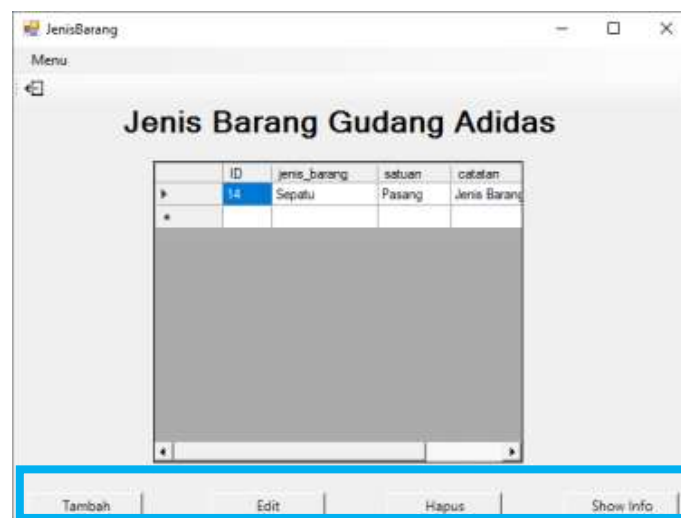 JenisBarang
Menu
Jenis Barang Gudang Adidas
ID jenis_barang satuan catatan
14 Sepatu Pasang Jenis Barang
Tambah Edit Hapus Show Info